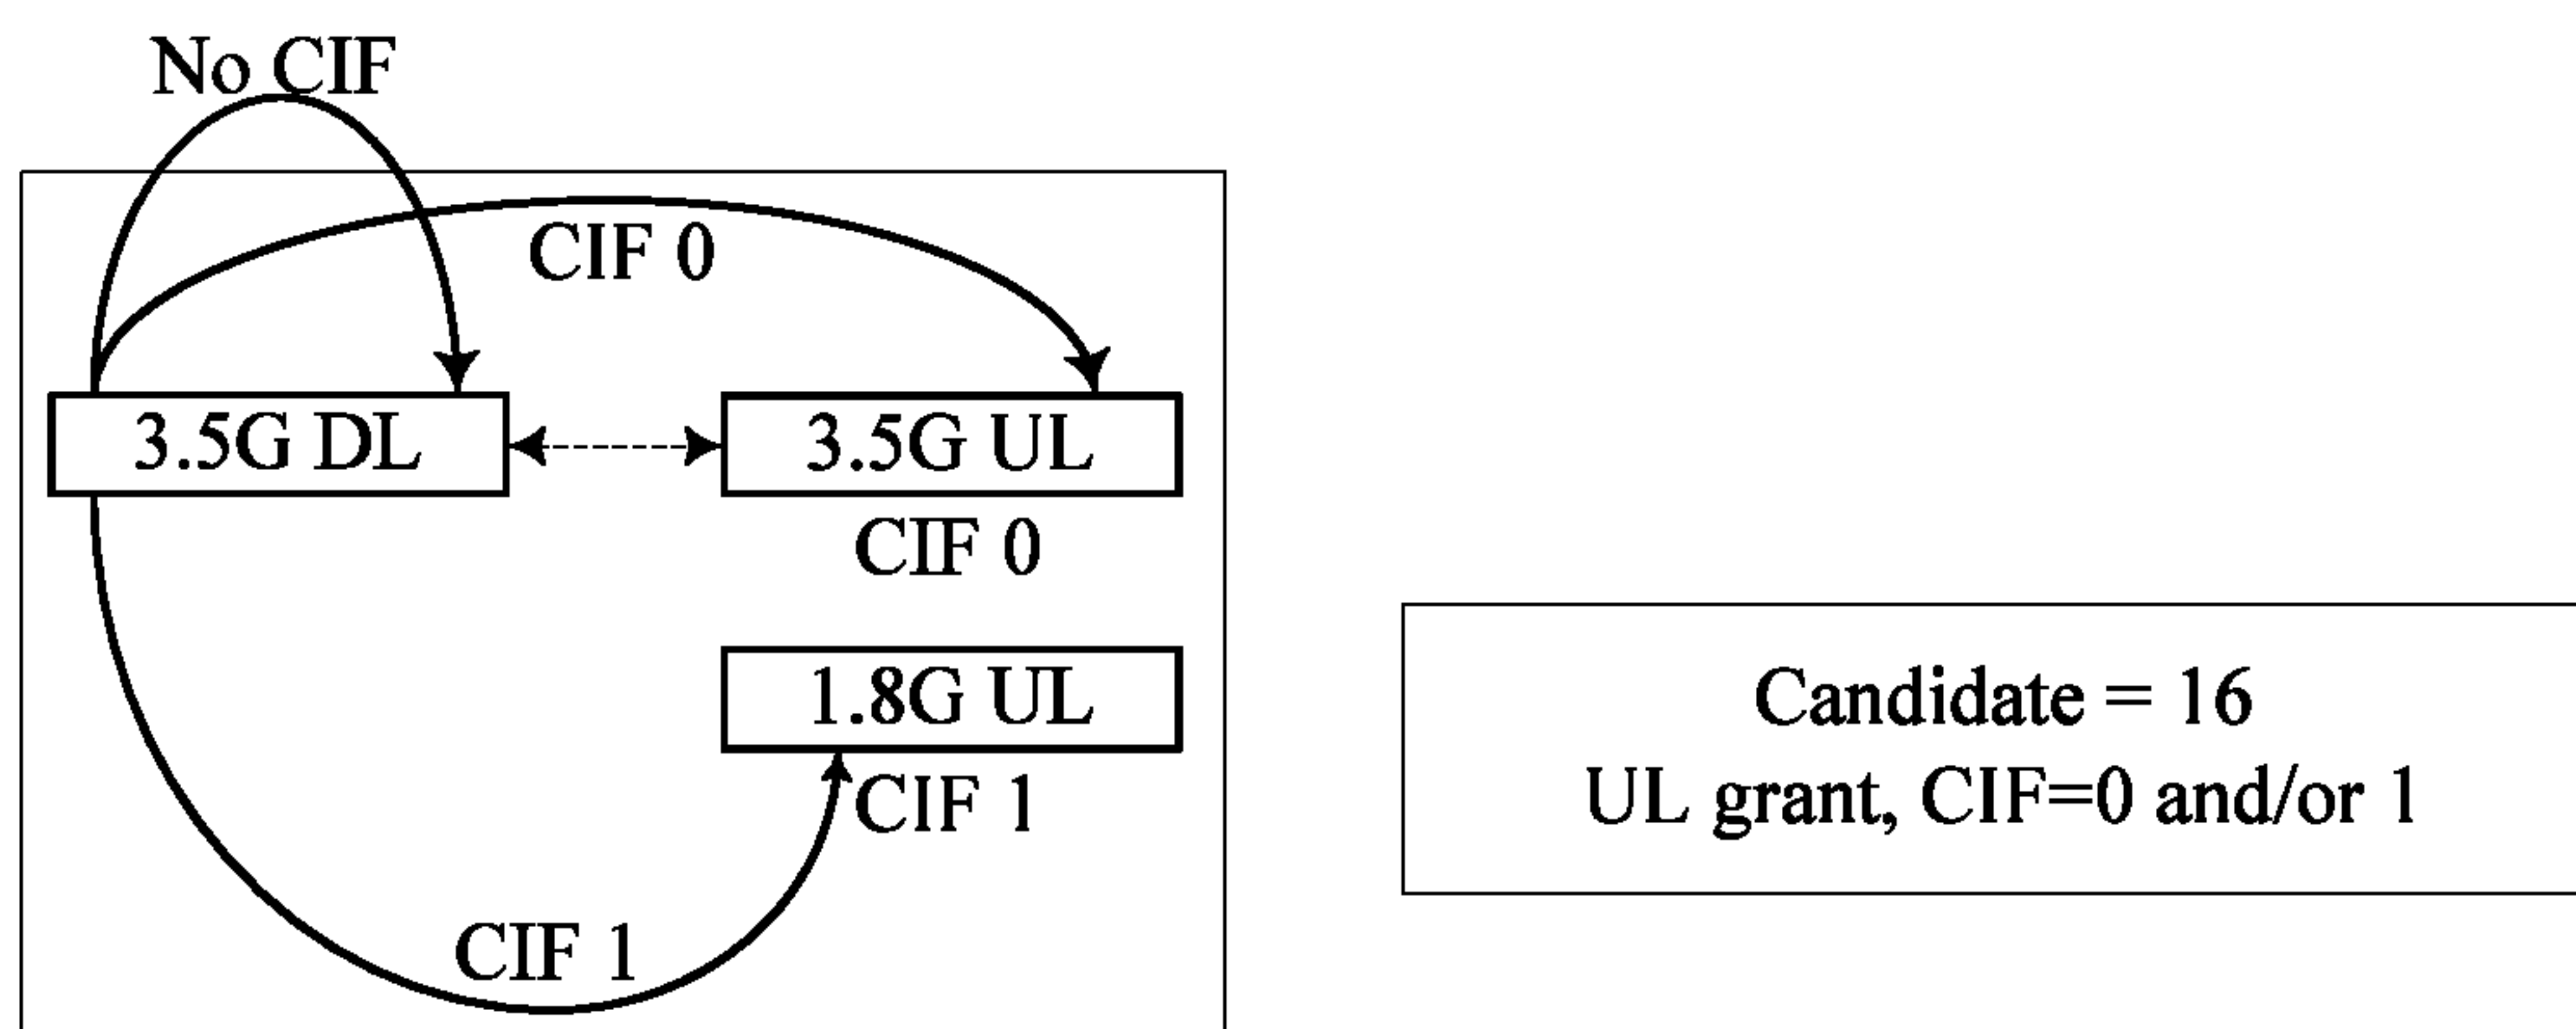 No CIF
CIF 0
3.5G DL
3.5G UL
CIF 0
1.8G UL
CIF 1
CIF 1
Candidate = 16
UL grant, CIF=0 and/or 1